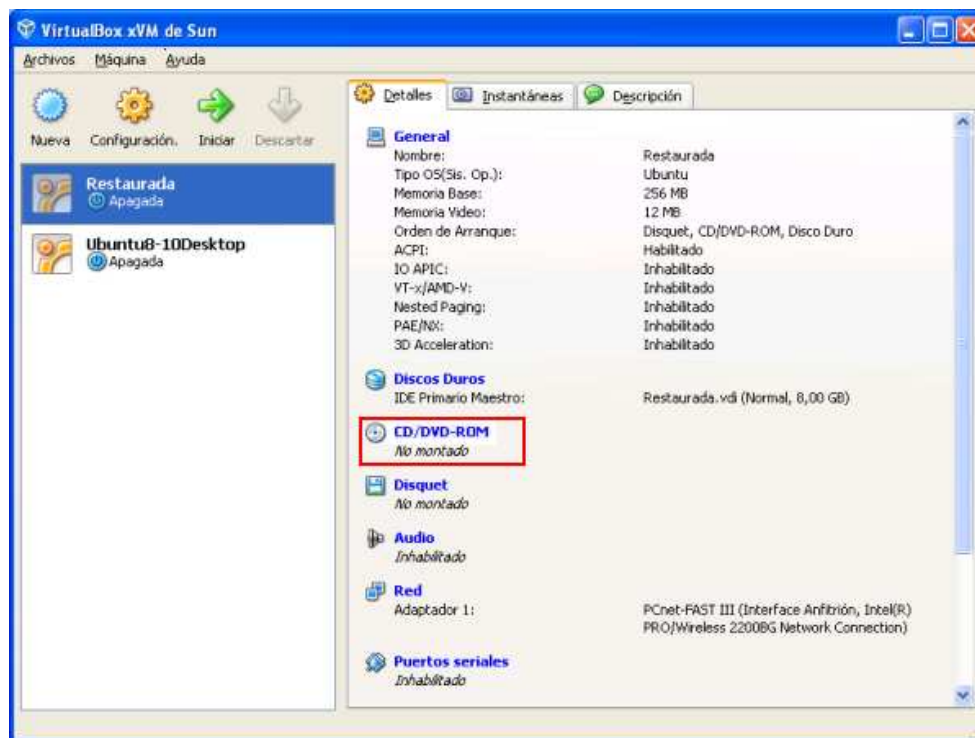 VirtualBox xVM de Sun
Archivos Máquina Ayuda
Nueva Configuración. Iniciar Descartar
Restaurada
Apagada
Ubuntu8-10Desktop
Apagada
Detalles Instantáneas Descripción
General
Nombre: Restaurada
Tipo OS(Sis. Op.): Ubuntu
Memoria Base: 256 MB
Memoria Video: 12 MB
Orden de Arranque: Disquet, CD/DVD-ROM, Disco Duro
ACPI: Habilitado
IO APIC: Inhabilitado
VT-x/AMD-V: Inhabilitado
Nested Paging: Inhabilitado
PAE/NX: Inhabilitado
3D Acceleration: Inhabilitado
Discos Duros
IDE Primario Maestro: Restaurada.vdi (Normal, 8,00 GB)
CD/DVD-ROM
No montado
Disquet
No montado
Audio
Inhabilitado
Red
Adaptador 1: PCnet-FAST III (Interface Anfitrión, Intel(R)
PRO/Wireless 2200BG Network Connection)
Puertos seriales
Inhabilitado